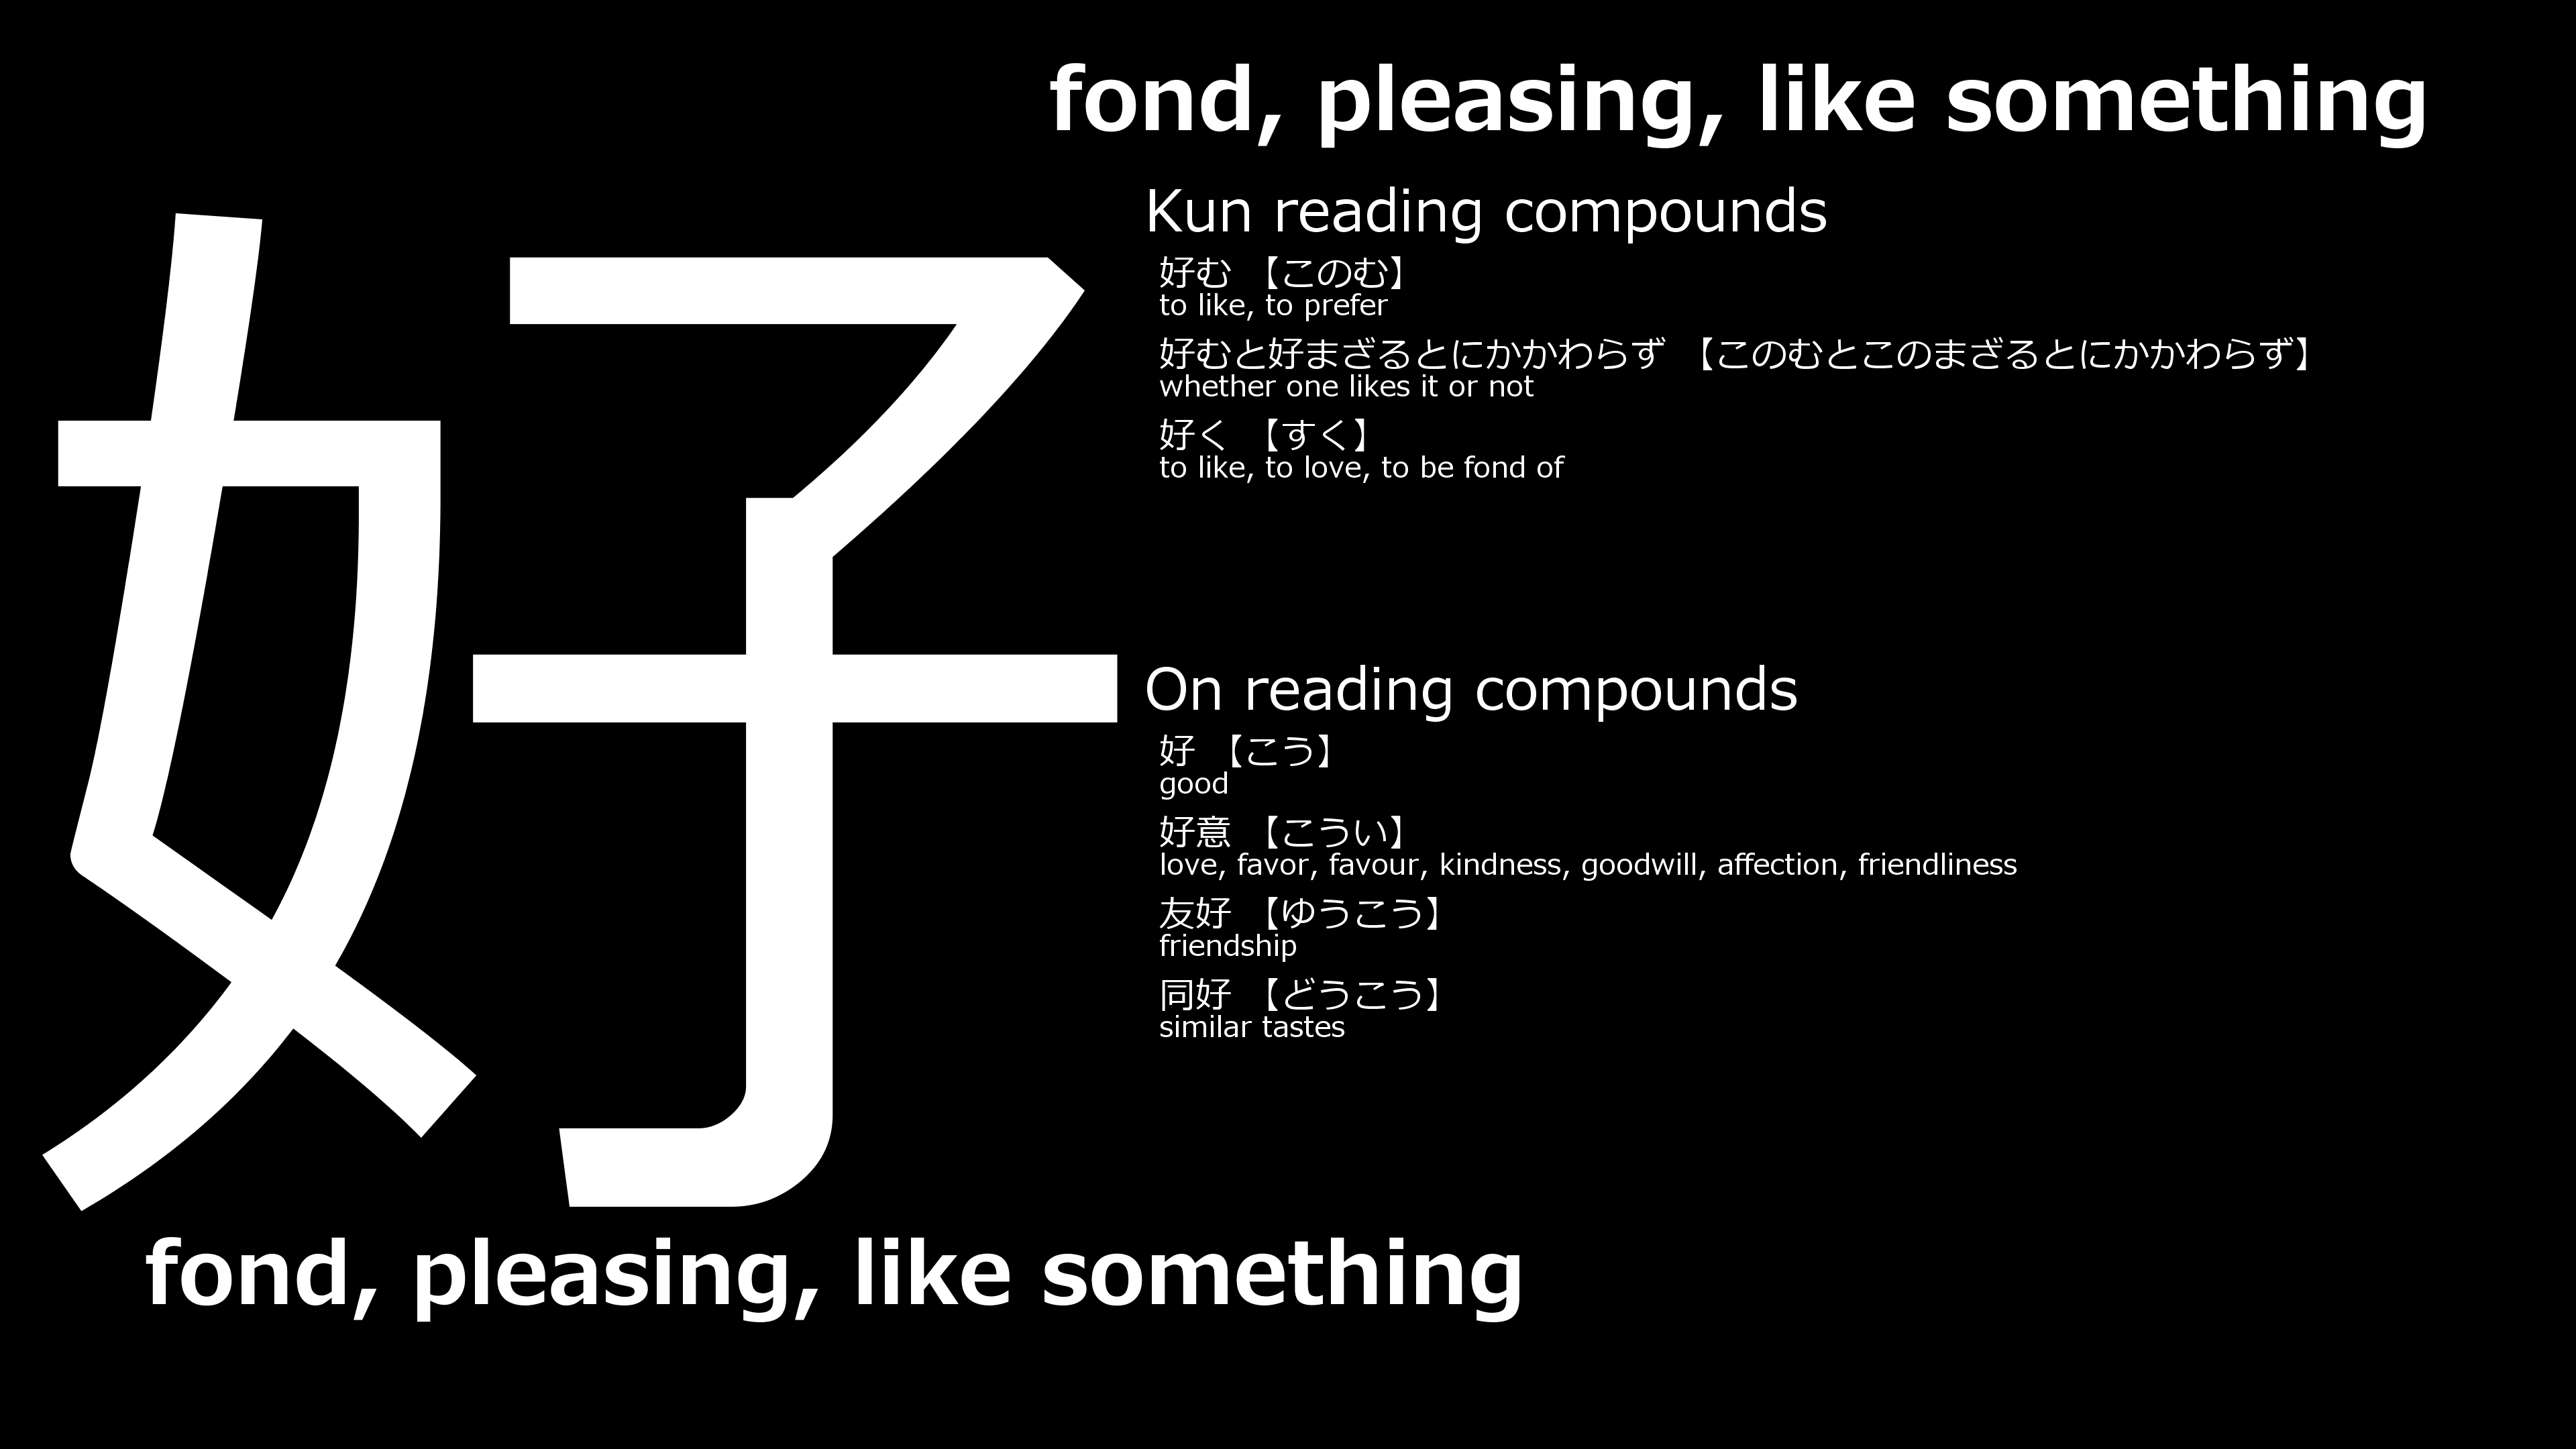 fond, pleasing, like something
好
Kun reading compounds
好む 【このむ】
to like, to prefer
好むと好まざるとにかかわらず 【このむとこのまざるとにかかわらず】
whether one likes it or not
好く 【すく】
to like, to love, to be fond of
On reading compounds
好 【こう】
good
好意 【こうい】
love, favor, favour, kindness, goodwill, affection, friendliness
友好 【ゆうこう】
friendship
同好 【どうこう】
similar tastes
fond, pleasing, like something